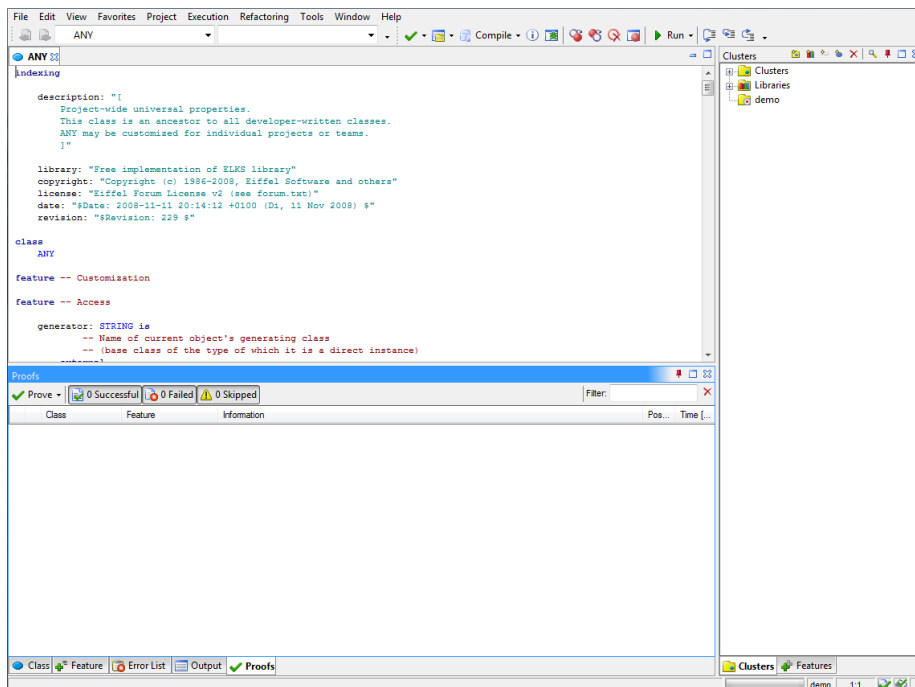 File Edit View Favorites Project Execution Refactoring Tools Window Help
ANY Compile Run
ANY
indexing
description: "[
Project-wide universal properties.
This class is an ancestor to all developer-written classes.
ANY may be customized for individual projects or teams.
]"
library: "Free implementation of ELKS library"
copyright: "Copyright (c) 1986-2008, Eiffel Software and others"
license: "Eiffel Forum License v2 (see forum.txt)"
date: "$Date: 2008-11-11 20:14:12 +0100 (Di, 11 Nov 2008) $"
revision: "$Revision: 229 $"
class
ANY
feature -- Customization
feature -- Access
generator: STRING is
-- Name of current object's generating class
-- (base class of the type of which it is a direct instance)
external
Clusters
Clusters
Libraries
demo
Proofs
Prove 0 Successful 0 Failed 0 Skipped Filter:
Class Feature Information Pos... Time [...
Class Feature Error List Output Proofs
Clusters Features
demo 1:1